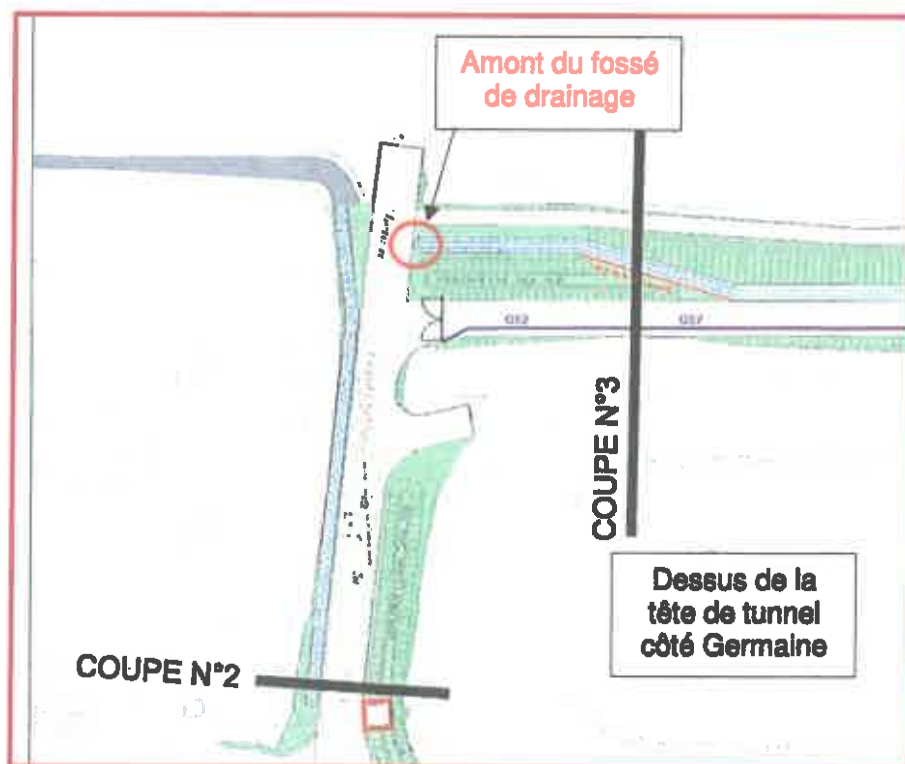 Amont du fossé
de drainage
COUPE N°3
Dessus de la
tête de tunnel
côté Germaine
COUPE N°2